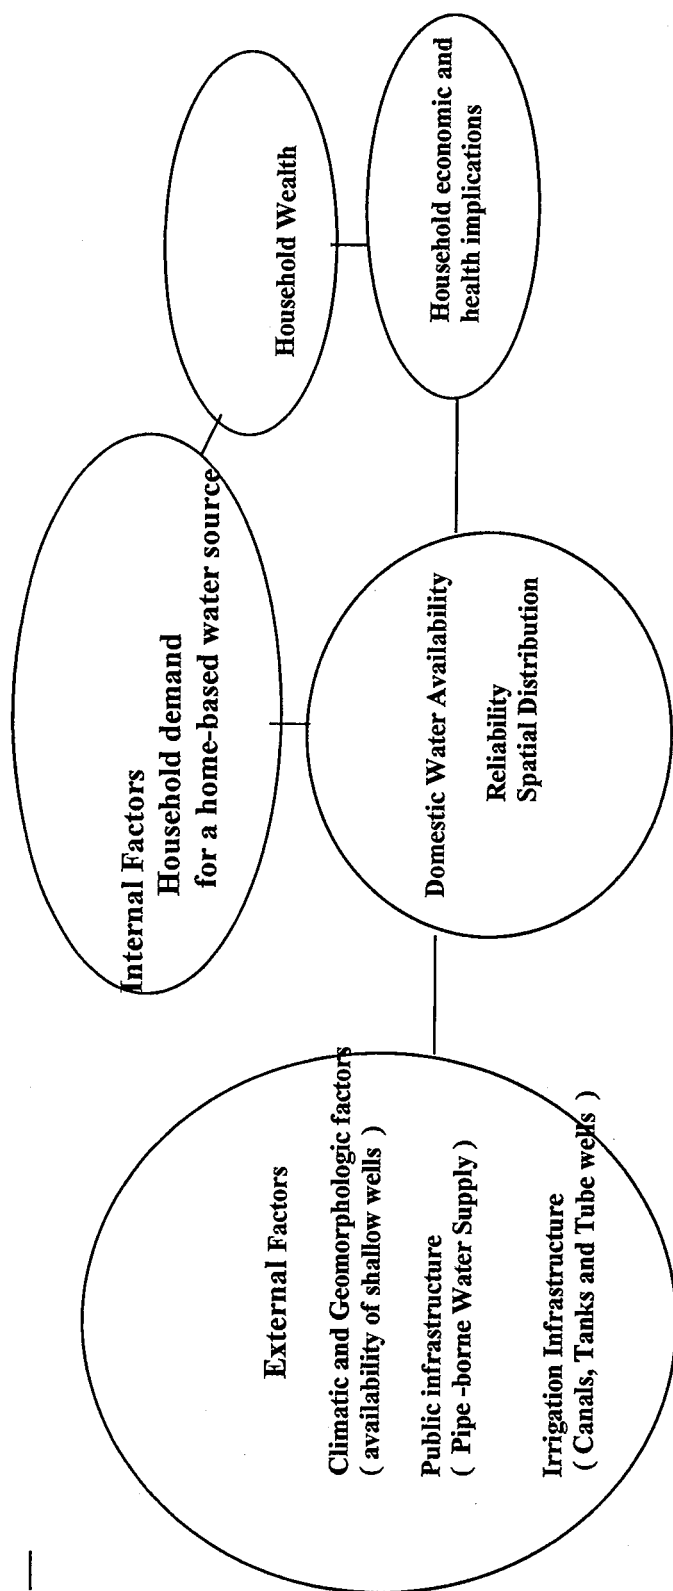 External Factors
Climatic and Geomorphologic factors
( availability of shallow wells )
Public infrastructure
( Pipe -borne Water Supply )
Irrigation Infrastructure
( Canals, Tanks and Tube wells )
Internal Factors
Household demand
for a home-based water source
Domestic Water Availability
Reliability
Spatial Distribution
Household Wealth
Household economic and
health implications